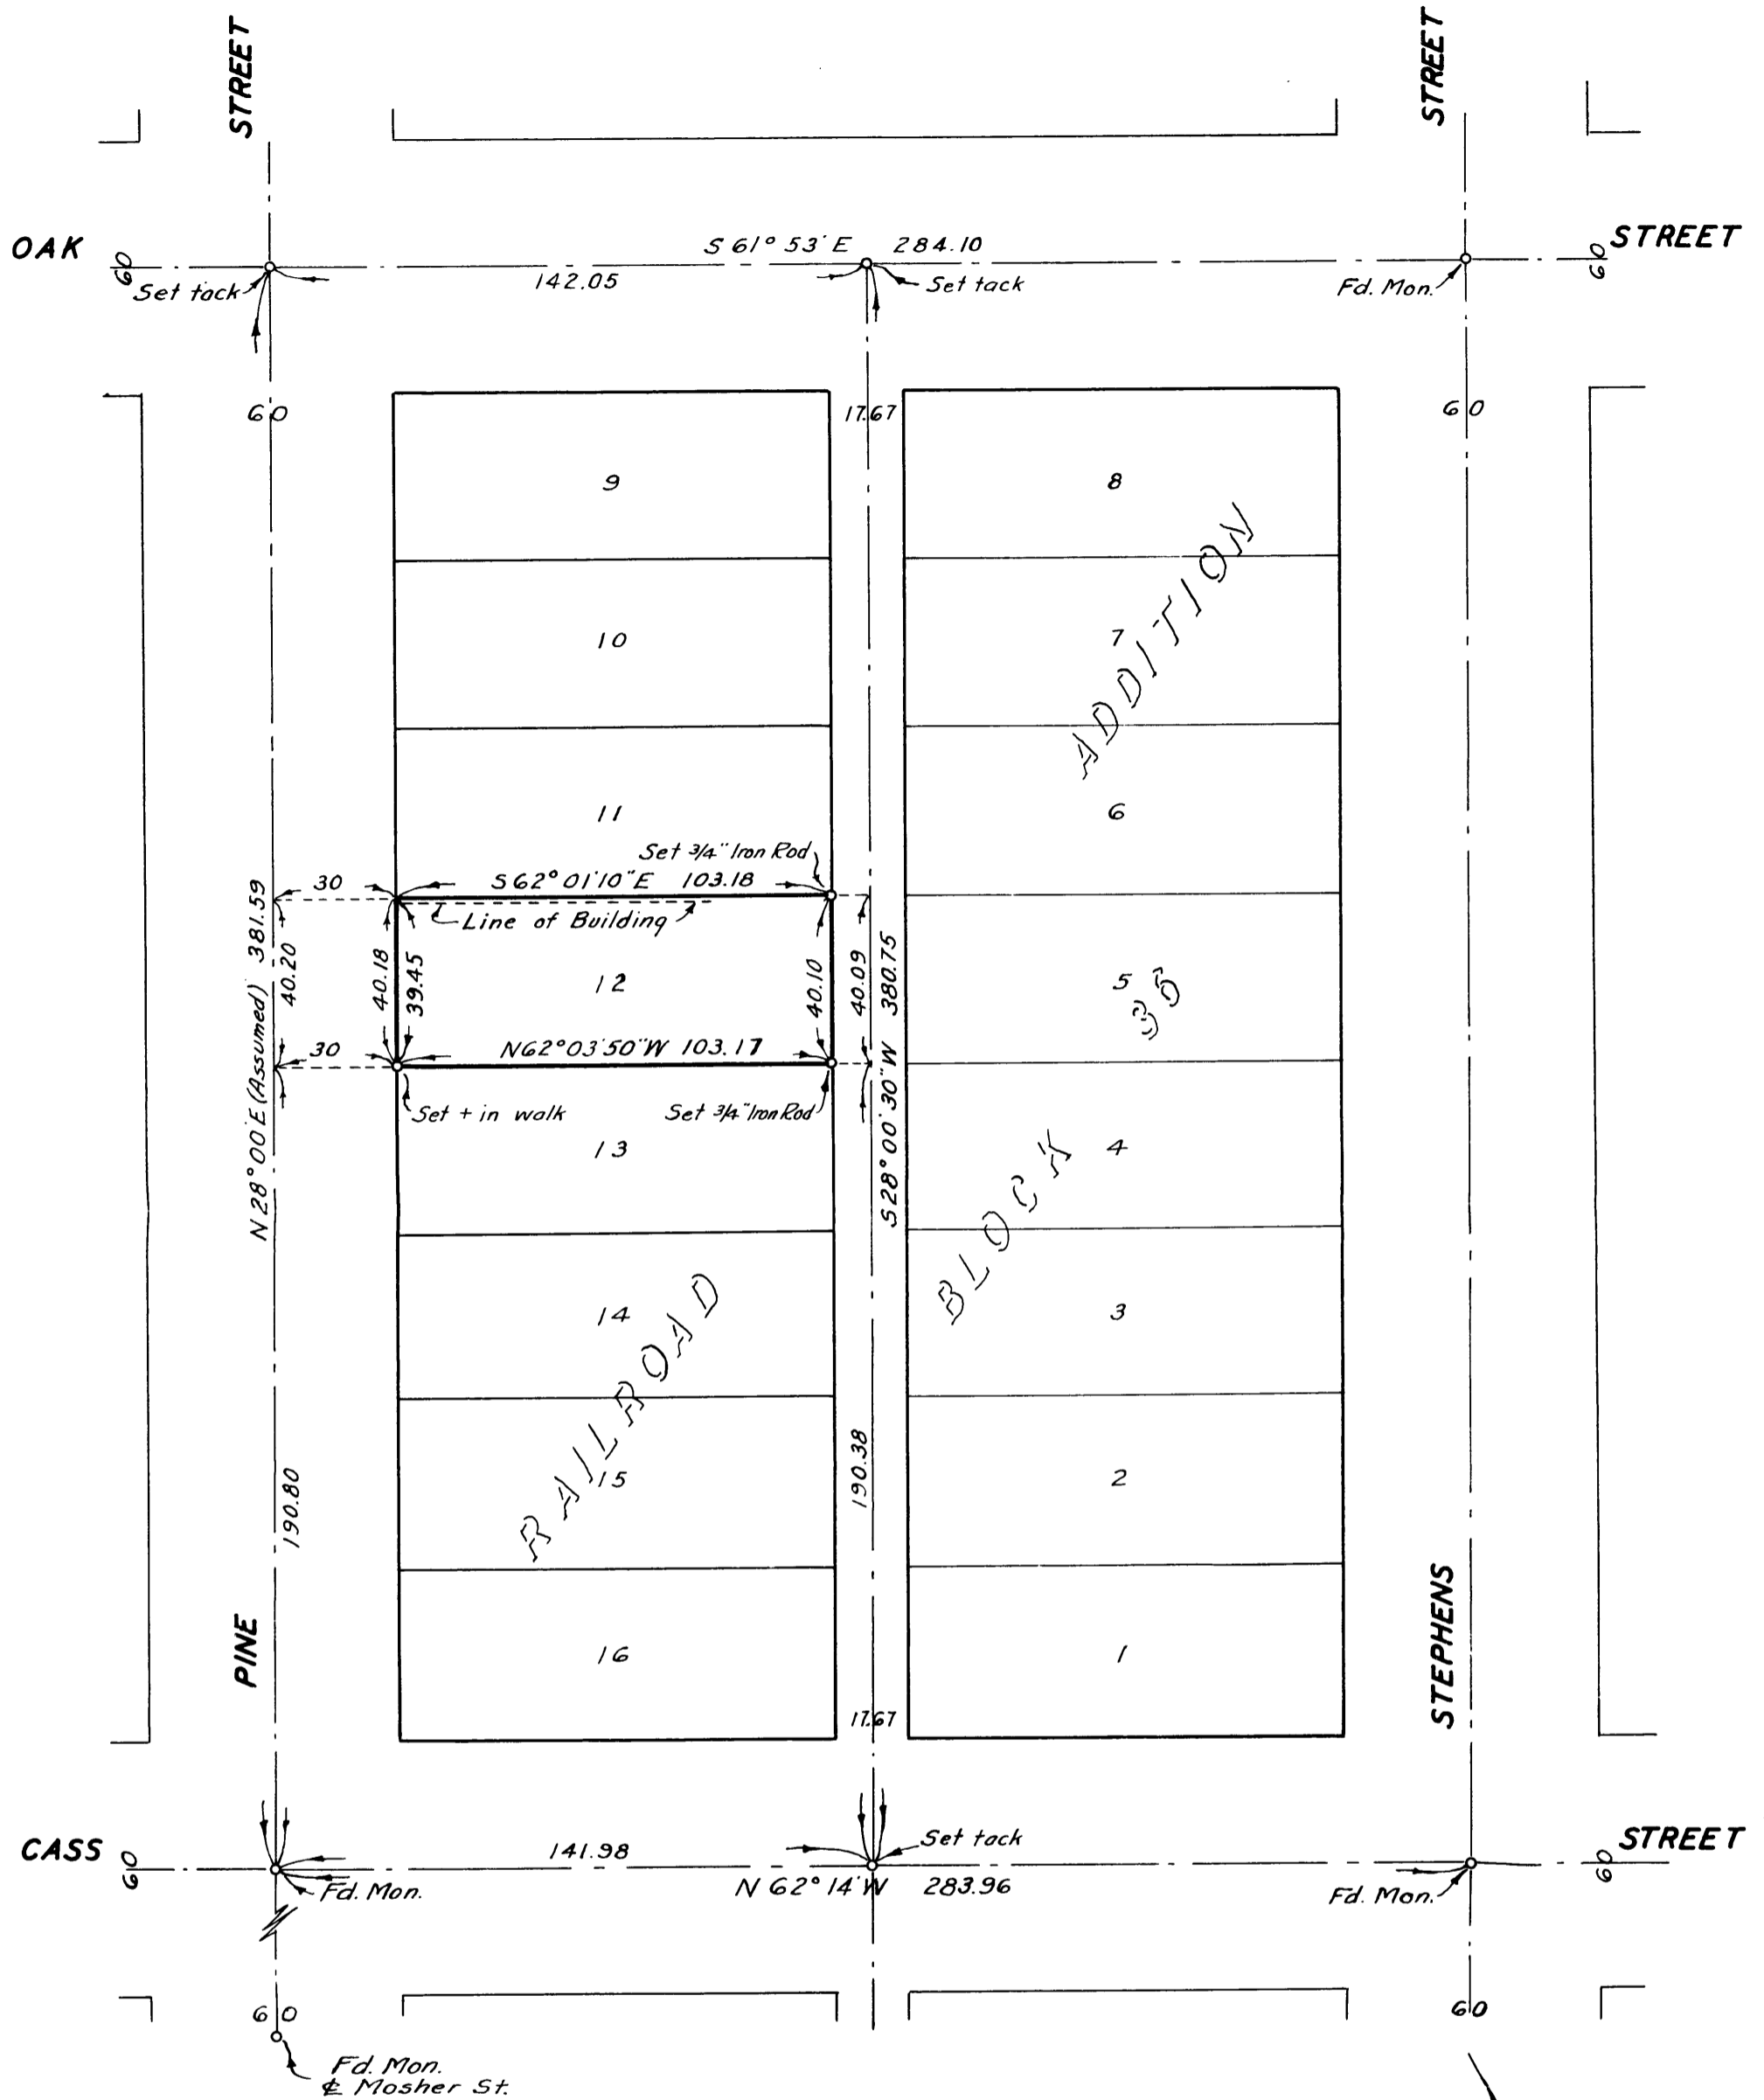 STREET
STREET
OAK
60
S 61° 53' E 284.10
60
STREET
Set tack
142.05
Set tack
Fd. Mon.
60
17.67
60
9
8
10
7
11
6
ADDITION
Set 3/4" Iron Rod
30
S 62° 01' 10" E 103.18
Line of Building
N 28° 00' E (Assumed) 381.59
40.20
40.18
39.45
12
40.10
40.09
S 28° 00' 30" W 380.75
5
36
30
N 62° 03' 50" W 103.17
Set + in walk
Set 3/4" Iron Rod
13
4
BLOCK
14
3
RAILROAD
15
2
190.80
190.38
PINE
STEPHENS
16
1
17.67
CASS
60
141.98
Set tack
60
STREET
Fd. Mon.
N 62° 14' W 283.96
Fd. Mon.
60
60
Fd. Mon.
℄ Mosher St.